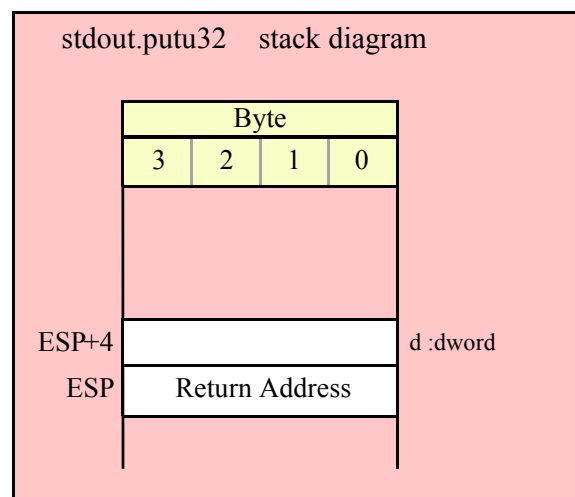 stdout.putu32 stack diagram
Byte
3 2 1 0
ESP+4 d :dword
ESP Return Address